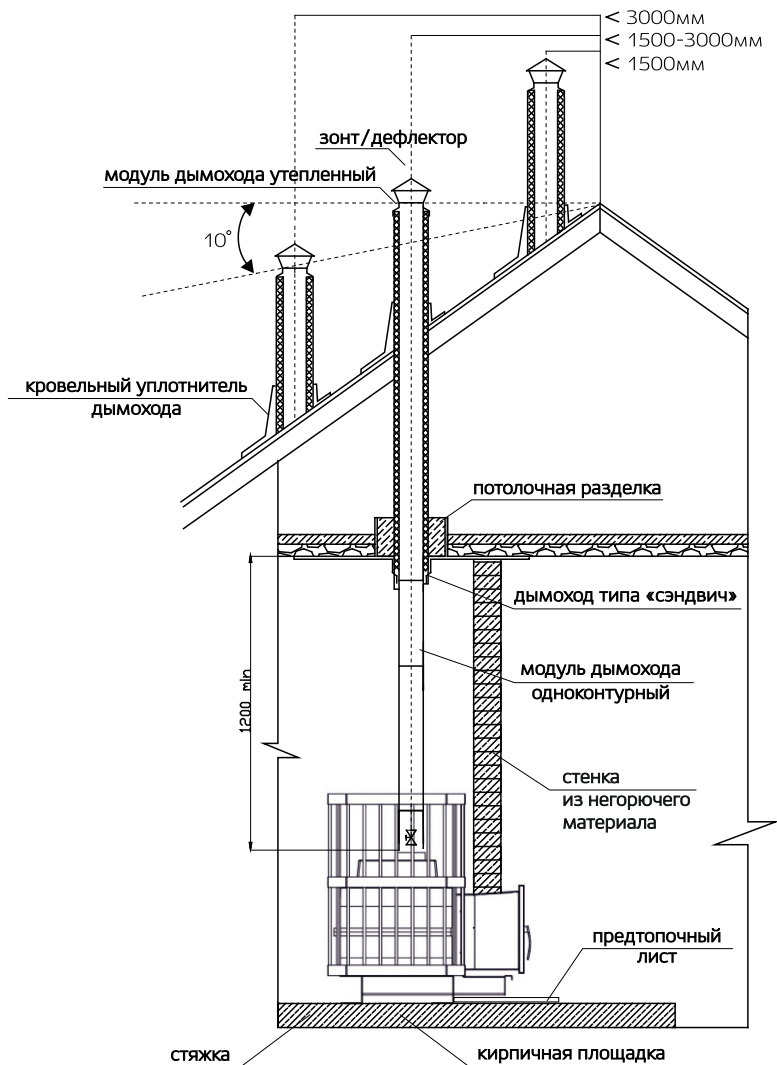 < 3000мм
< 1500-3000мм
< 1500мм
зонт/дефлектор
модуль дымохода утепленный
10°
кровельный уплотнитель
дымохода
потолочная разделка
дымоход типа «сэндвич»
модуль дымохода
одноконтурный
1200 min
стенка
из негорючего
материала
предтопочный
лист
стяжка
кирпичная площадка